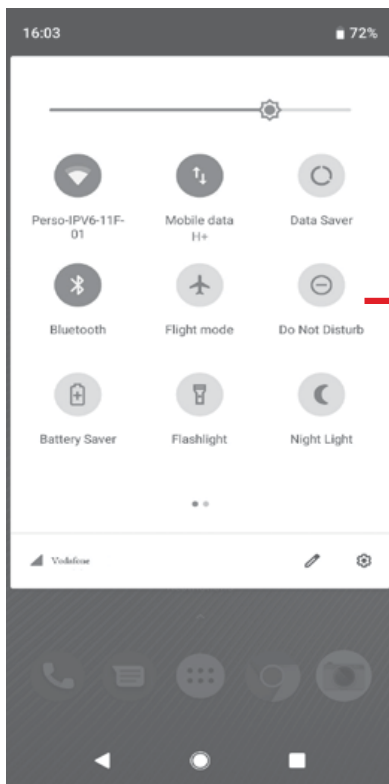 16:03 72%
Perso-IPV6-11F-
01
Mobile data
H+
Data Saver
Bluetooth
Flight mode
Do Not Disturb
Battery Saver
Flashlight
Night Light
Vodafone